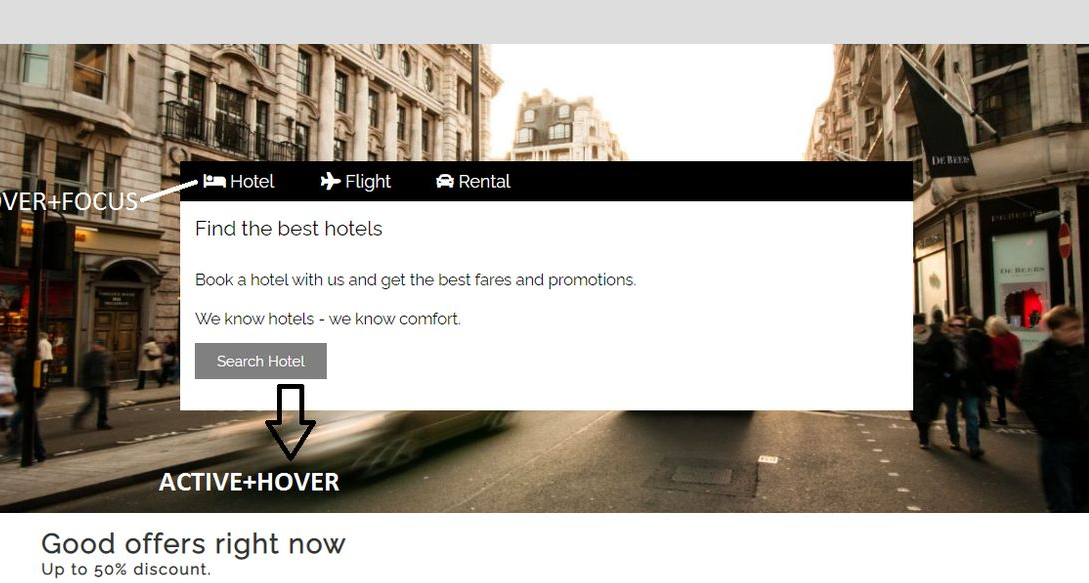 Hotel Flight Rental
VER+FOCUS
DE BEERS
Find the best hotels
DE BEERS
Book a hotel with us and get the best fares and promotions.
We know hotels - we know comfort.
Search Hotel
ACTIVE+HOVER
Good offers right now
Up to 50% discount.